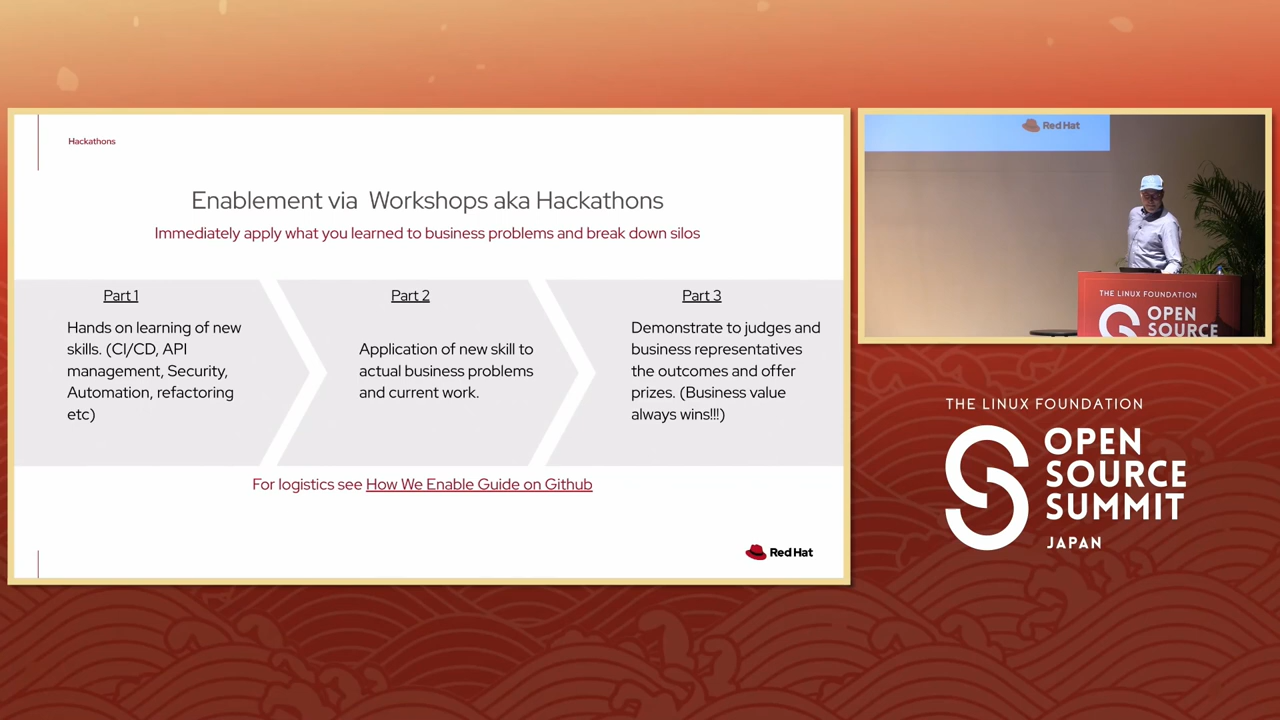 Hackathons
Enablement via Workshops aka Hackathons
Immediately apply what you learned to business problems and break down silos
Part 1
Hands on learning of new
skills. (CI/CD, API
management, Security,
Automation, refactoring
etc)
Part 2
Application of new skill to
actual business problems
and current work.
Part 3
Demonstrate to judges and
business representatives
the outcomes and offer
prizes. (Business value
always wins!!!)
For logistics see How We Enable Guide on Github
Red Hat
Red Hat
THE LINUX FOUNDATION
OPEN
SOURCE
THE LINUX FOUNDATION
OPEN
SOURCE
SUMMIT
JAPAN